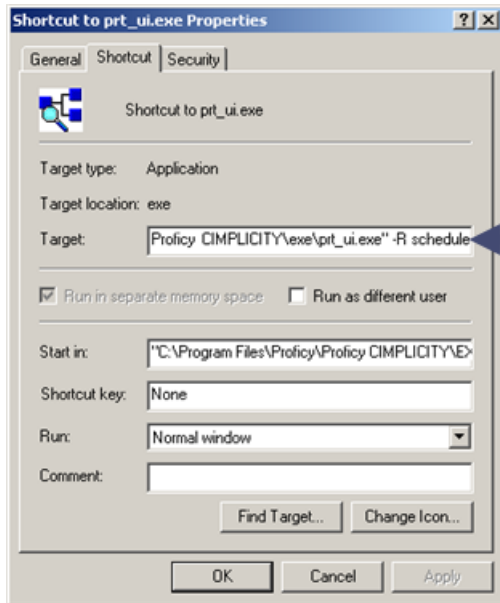 Shortcut to prt_ui.exe Properties
General Shortcut Security
Shortcut to prt_ui.exe
Target type: Application
Target location: exe
Target: Proficy CIMPLICITY\exe\prt_ui.exe" -R schedule
Run in separate memory space Run as different user
Start in: "C:\Program Files\Proficy\Proficy CIMPLICITY\EX
Shortcut key: None
Run: Normal window
Comment:
Find Target... Change Icon...
OK Cancel Apply